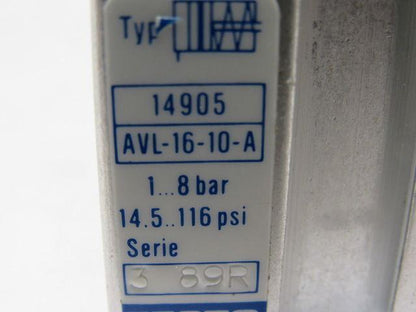 Typ
14905
AVL-16-10-A
1...8 bar
14.5..116 psi
Serie
3 89R